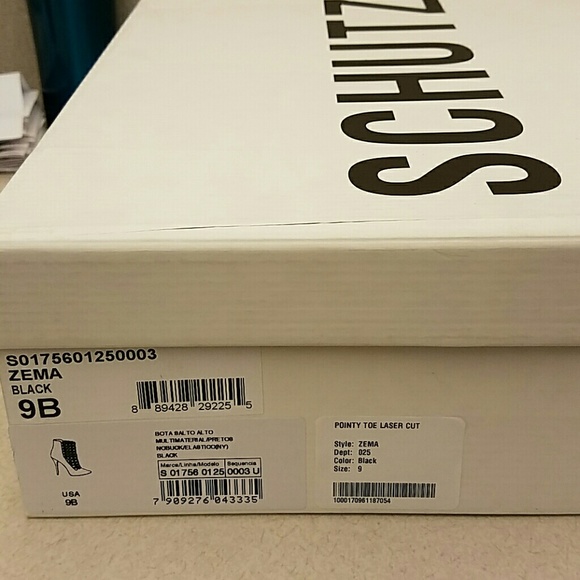 SCHUTZ
S0175601250003
ZEMA
BLACK
9B
8 89428 29225 5
BOTA SALTO ALTO
MULTIMATERIAL/PRETOS
NOBUCK/ELASTICO(NY)
BLACK
Marca/Linha/Modelo Sequencia
S 01756 0125 0003 U
7 909276 043335
USA
9B
POINTY TOE LASER CUT
Style: ZEMA
Dept: 025
Color: Black
Size: 9
1000170961187054